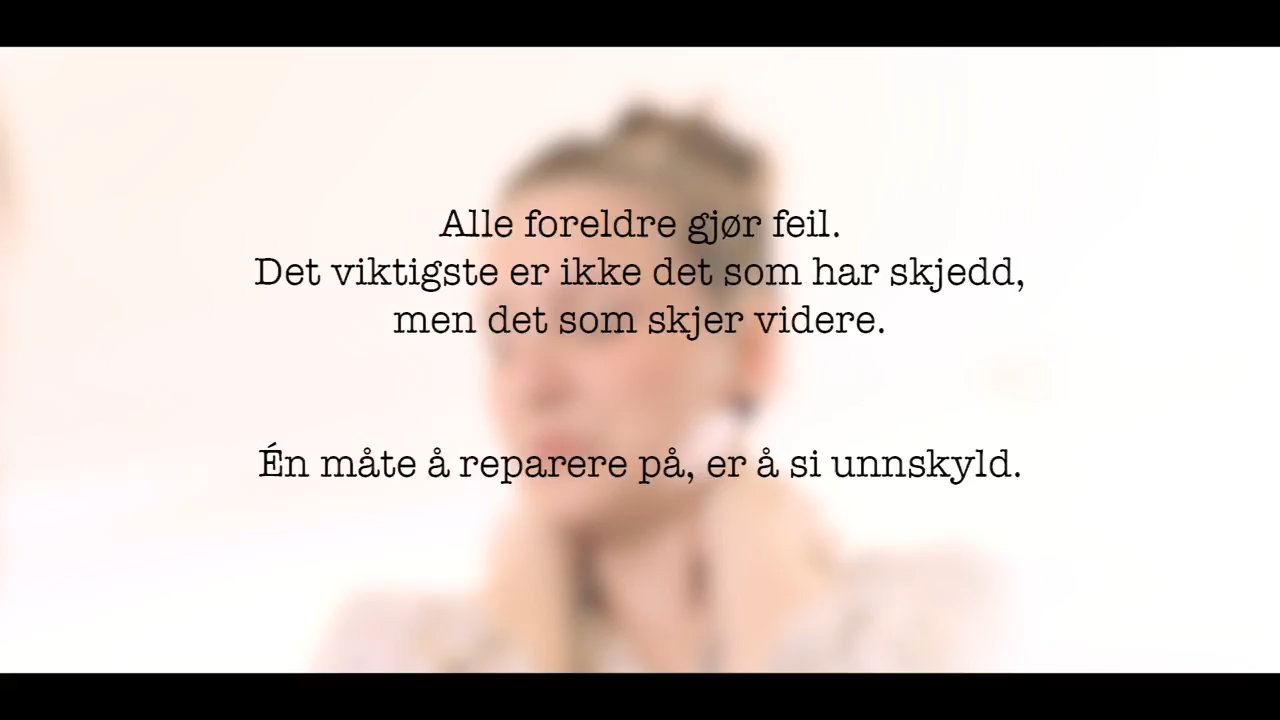 Alle foreldre gjør feil.
Det viktigste er ikke det som har skjedd,
men det som skjer videre.
Én måte å reparere på, er å si unnskyld.